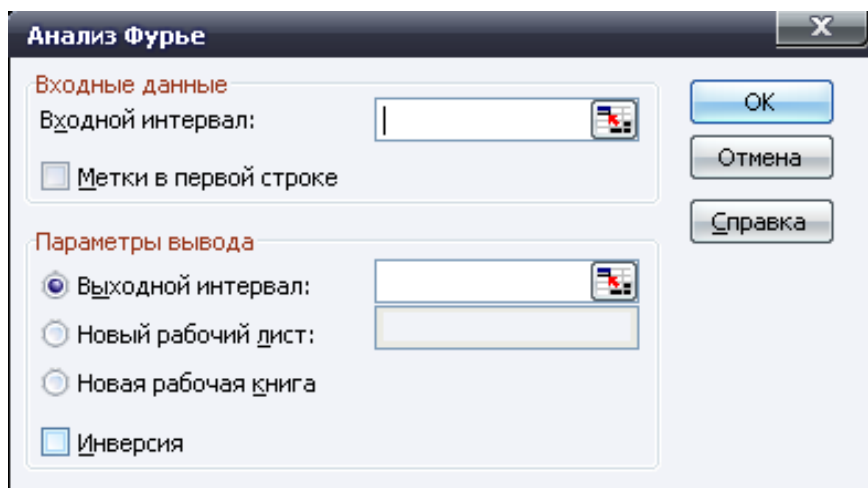 Анализ Фурье
Входные данные
Входной интервал:
Метки в первой строке
Параметры вывода
Выходной интервал:
Новый рабочий лист:
Новая рабочая книга
Инверсия
OK
Отмена
Справка